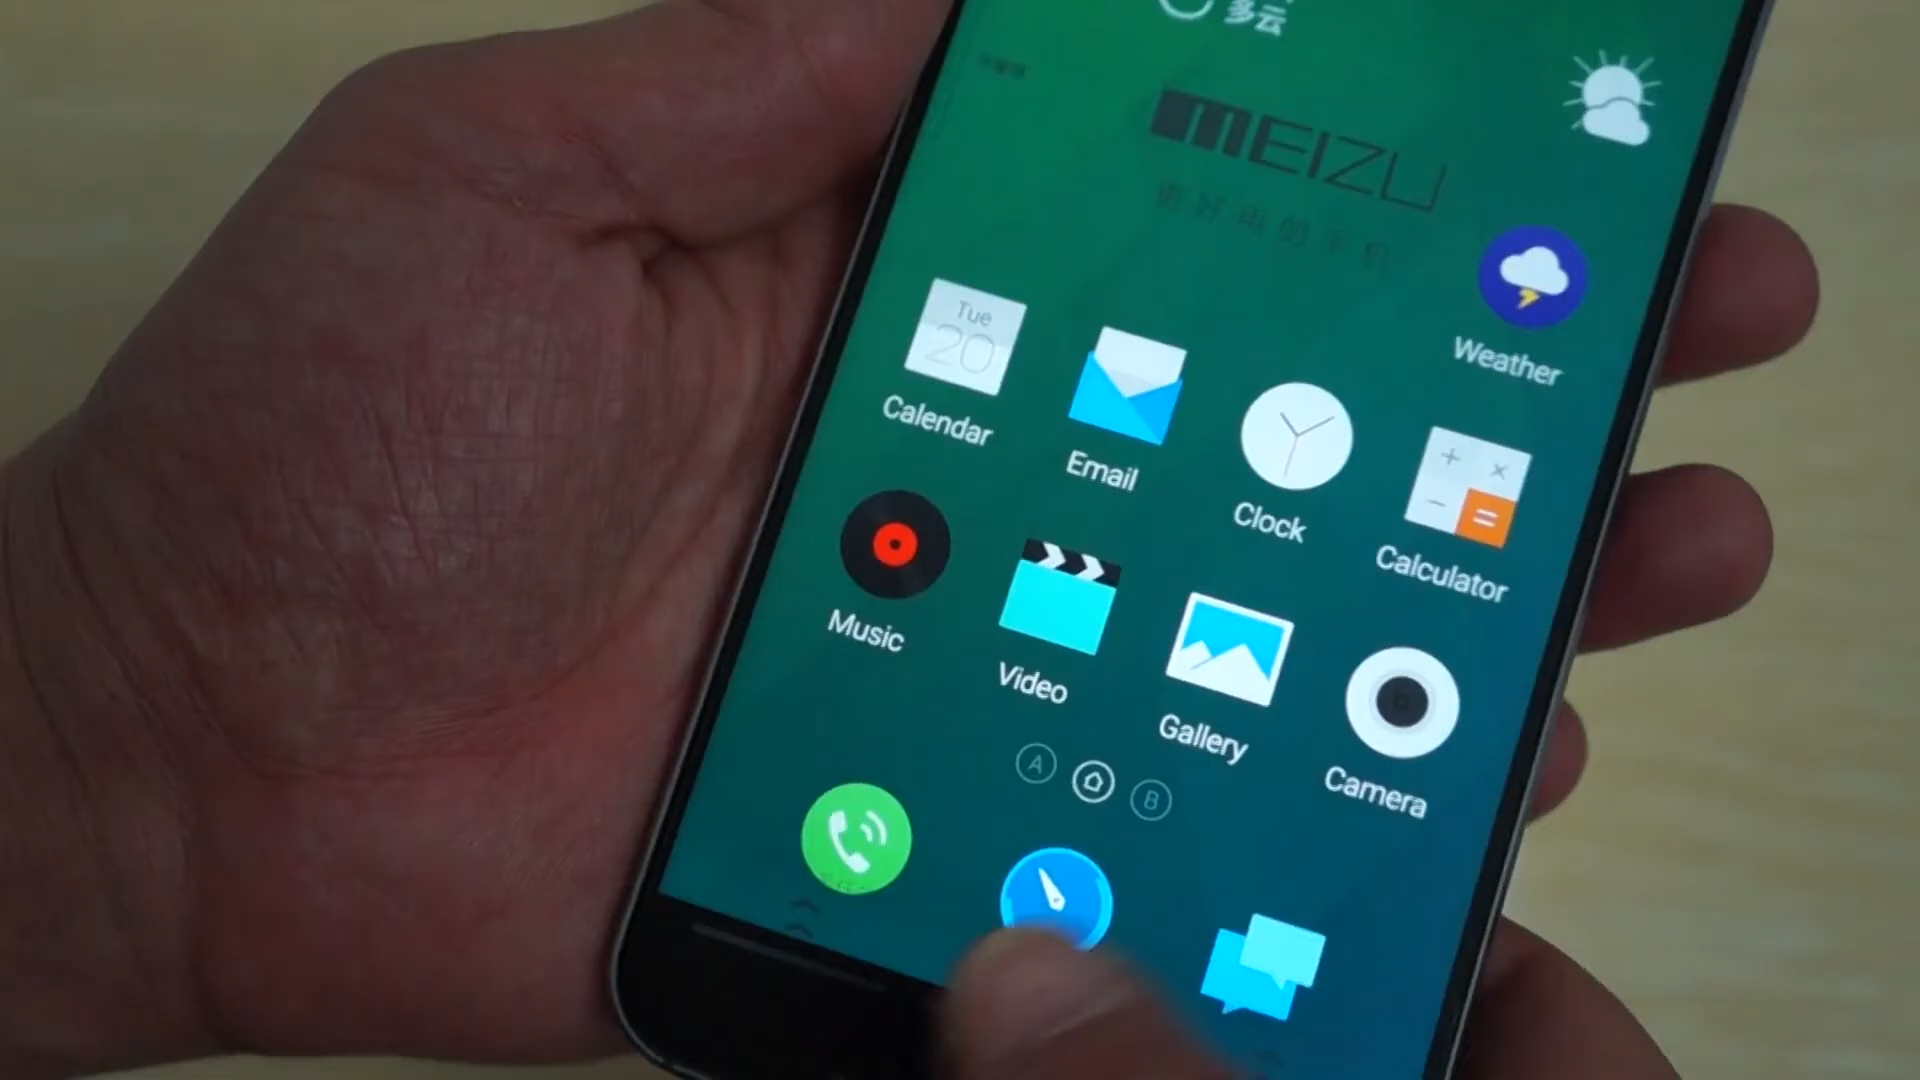 多云
MEIZU
Weather
Tue
20
Calendar
Email
Clock
Calculator
Music
Video
Gallery
Camera
A
B